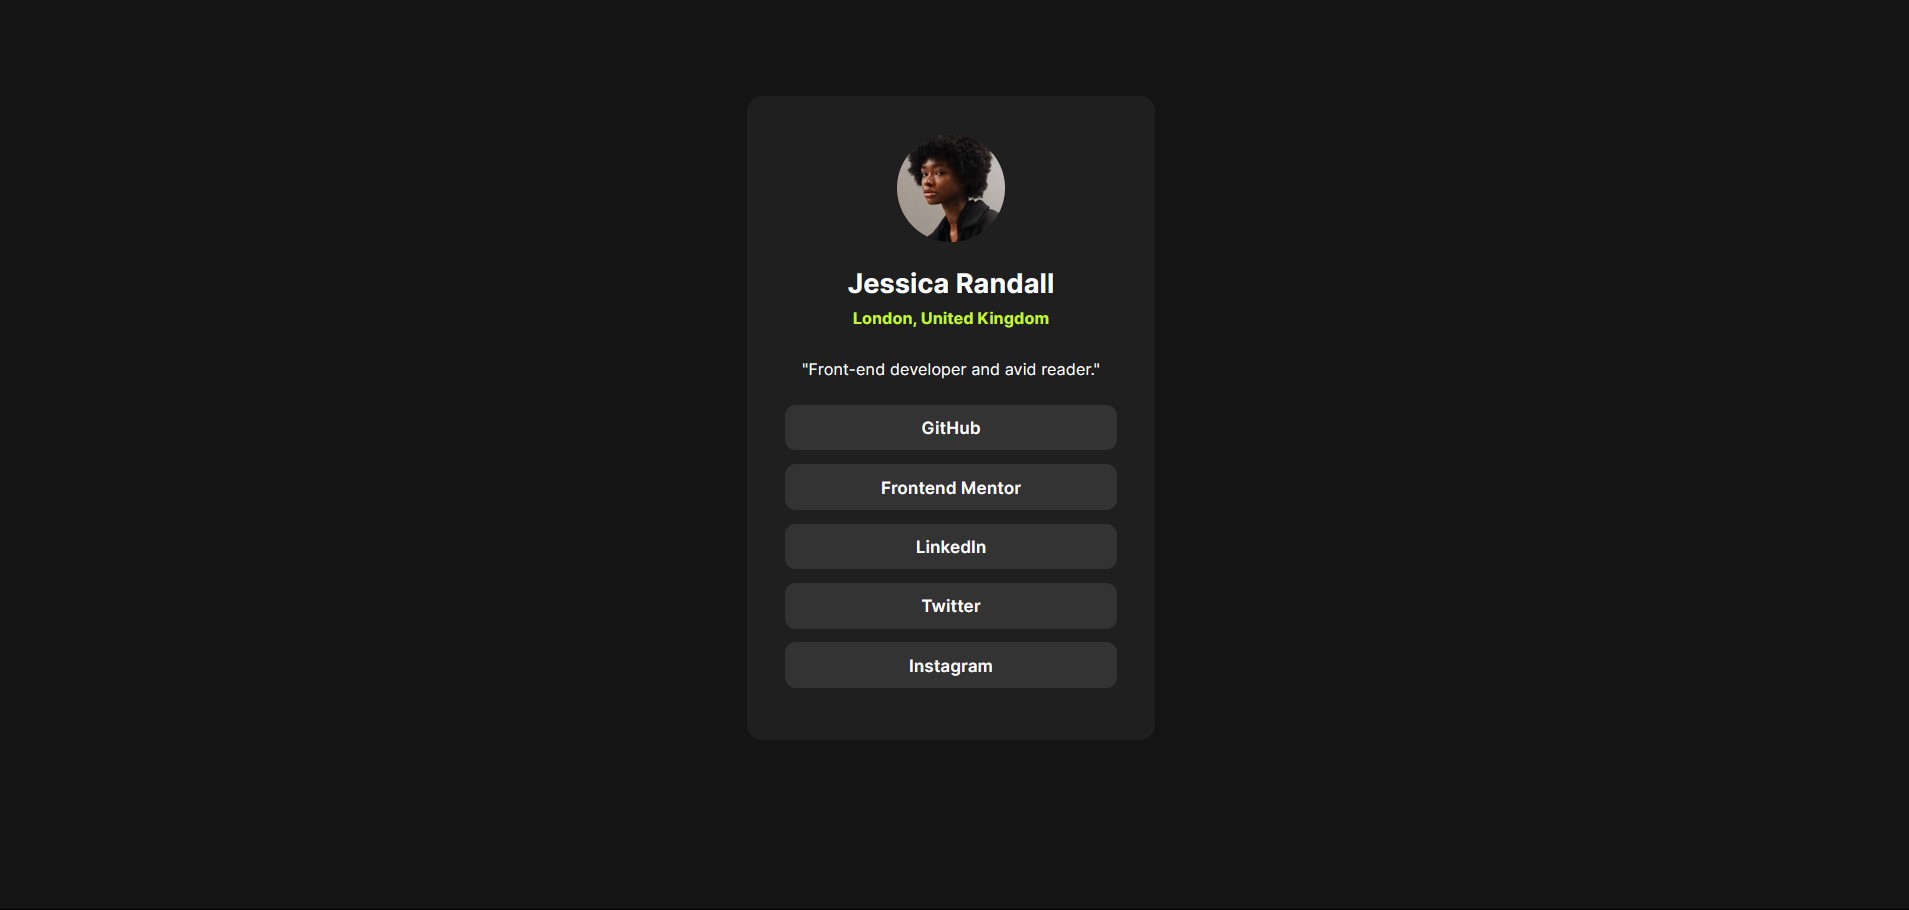 Jessica Randall
London, United Kingdom
"Front-end developer and avid reader."
GitHub
Frontend Mentor
LinkedIn
Twitter
Instagram